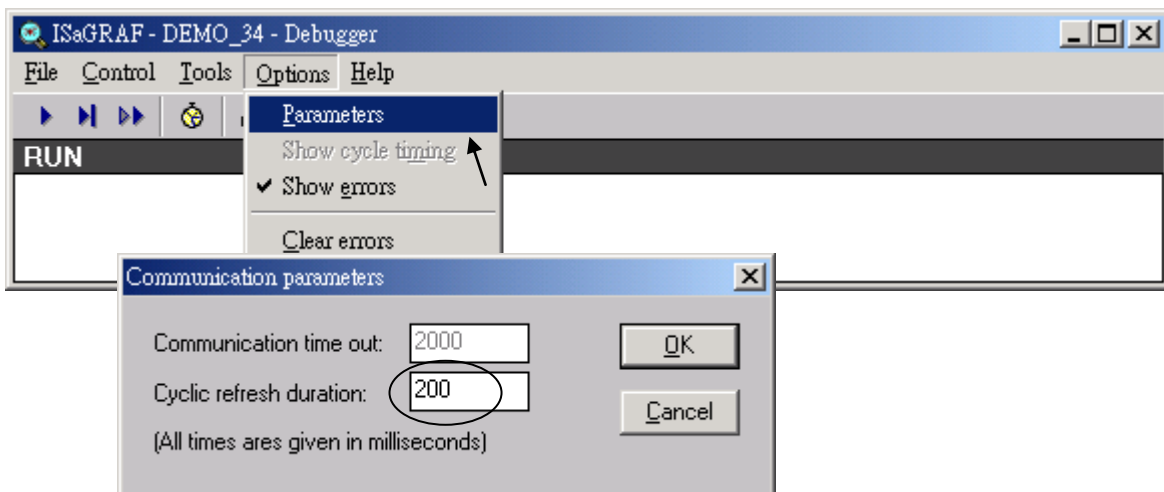 ISaGRAF - DEMO_34 - Debugger
File Control Tools Options Help
Parameters
RUN
Show cycle timing
Show errors
Clear errors
Communication parameters
Communication time out: 2000
OK
Cyclic refresh duration: 200
Cancel
(All times ares given in milliseconds)